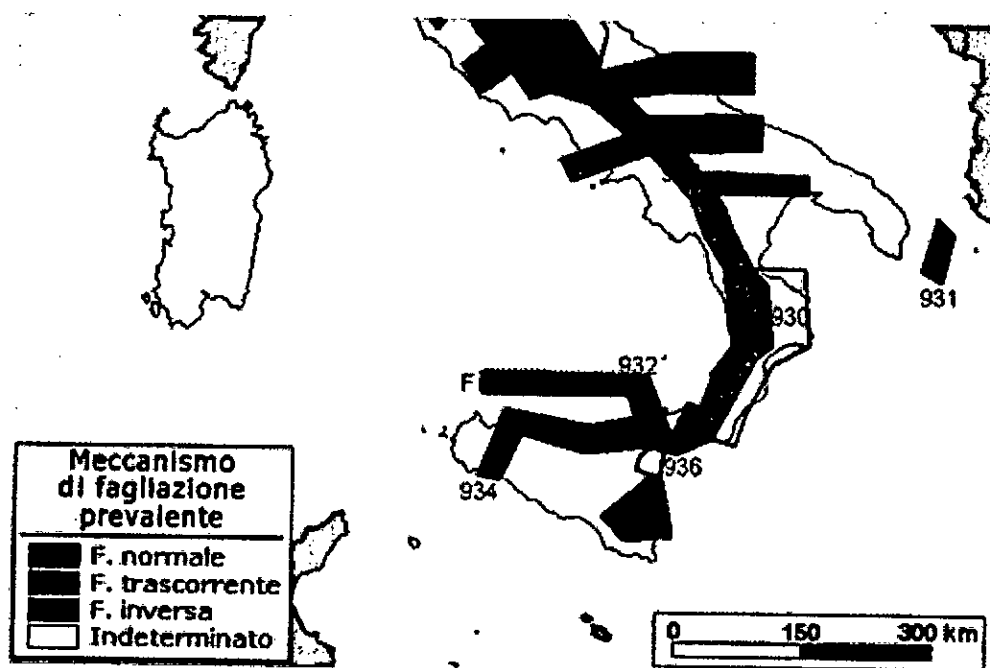 931
930
932
F
936
934
Meccanismo
di fagliazione
prevalente
F. normale
F. trascorrente
F. inversa
Indeterminato
0 150 300 km